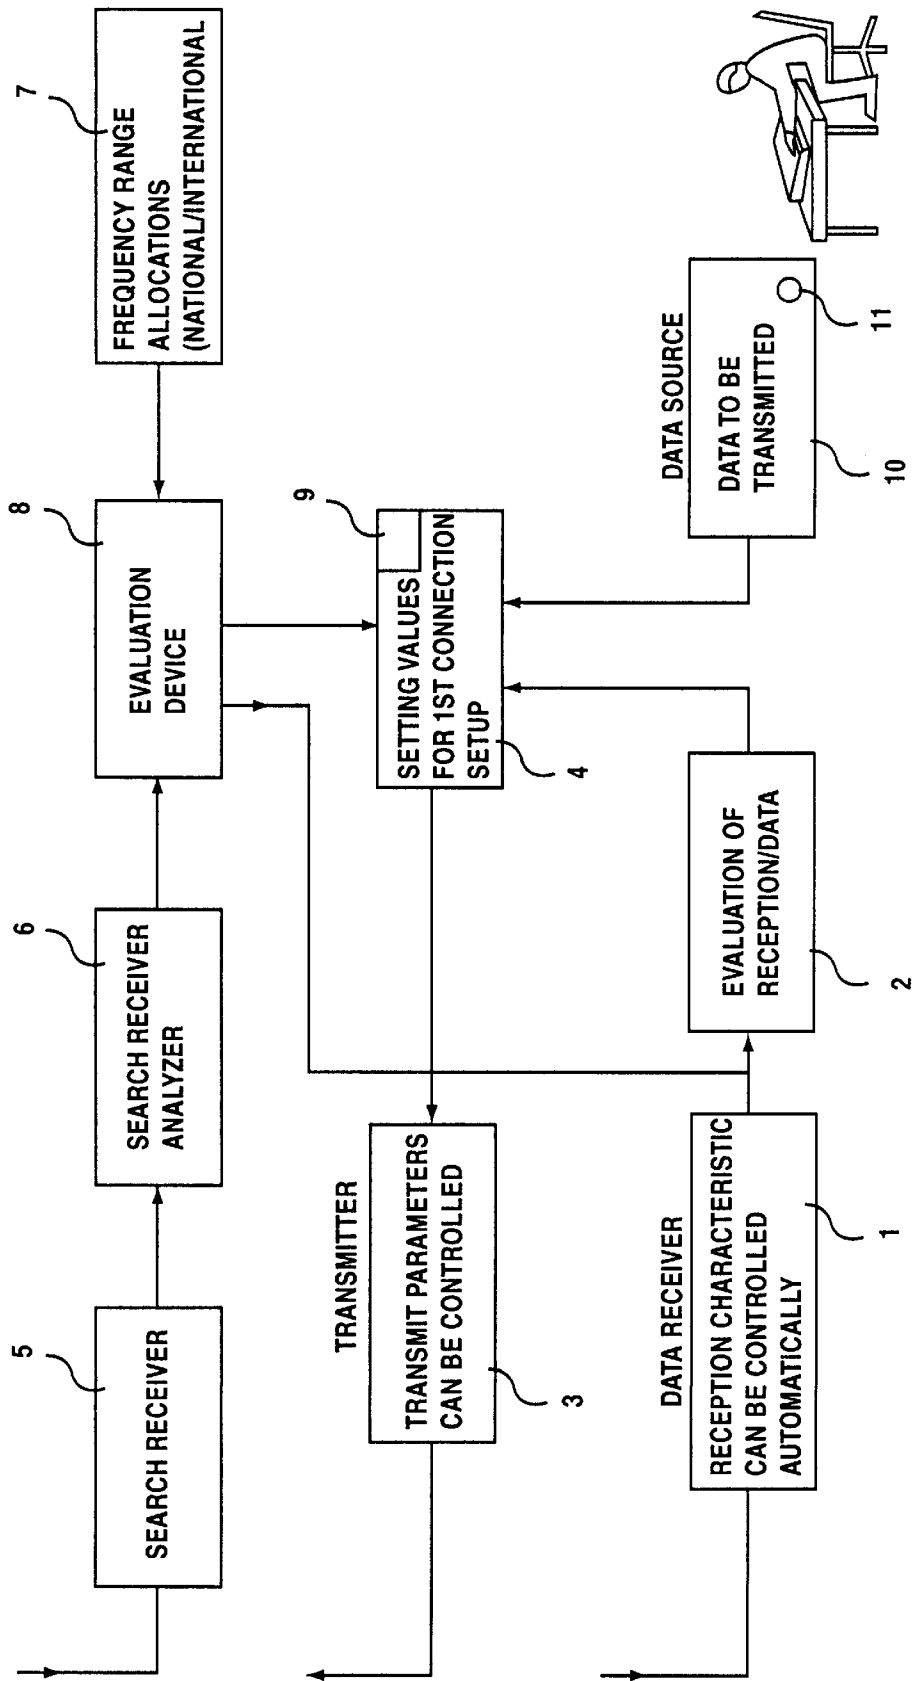 5
SEARCH RECEIVER
6
SEARCH RECEIVER
ANALYZER
8
EVALUATION
DEVICE
7
FREQUENCY RANGE
ALLOCATIONS
(NATIONAL/INTERNATIONAL
TRANSMITTER
TRANSMIT PARAMETERS
CAN BE CONTROLLED
3
9
SETTING VALUES
FOR 1ST CONNECTION
SETUP
4
DATA RECEIVER
RECEPTION CHARACTERISTIC
CAN BE CONTROLLED
AUTOMATICALLY
1
EVALUATION OF
RECEPTION/DATA
2
DATA SOURCE
DATA TO BE
TRANSMITTED
10
11